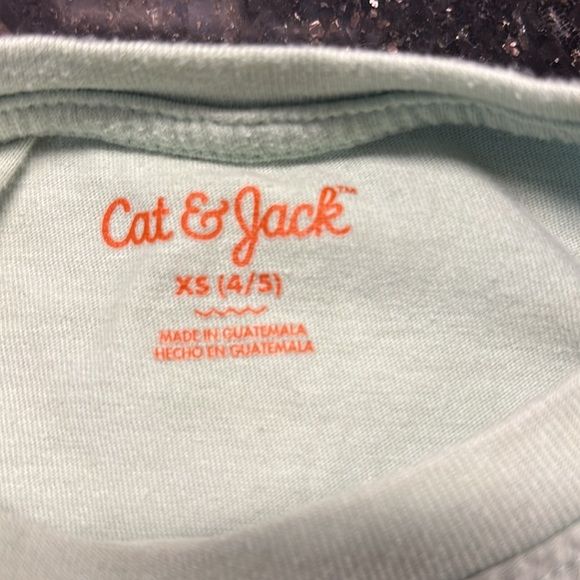 Cat & Jack™
XS (4/5)
MADE IN GUATEMALA
HECHO EN GUATEMALA